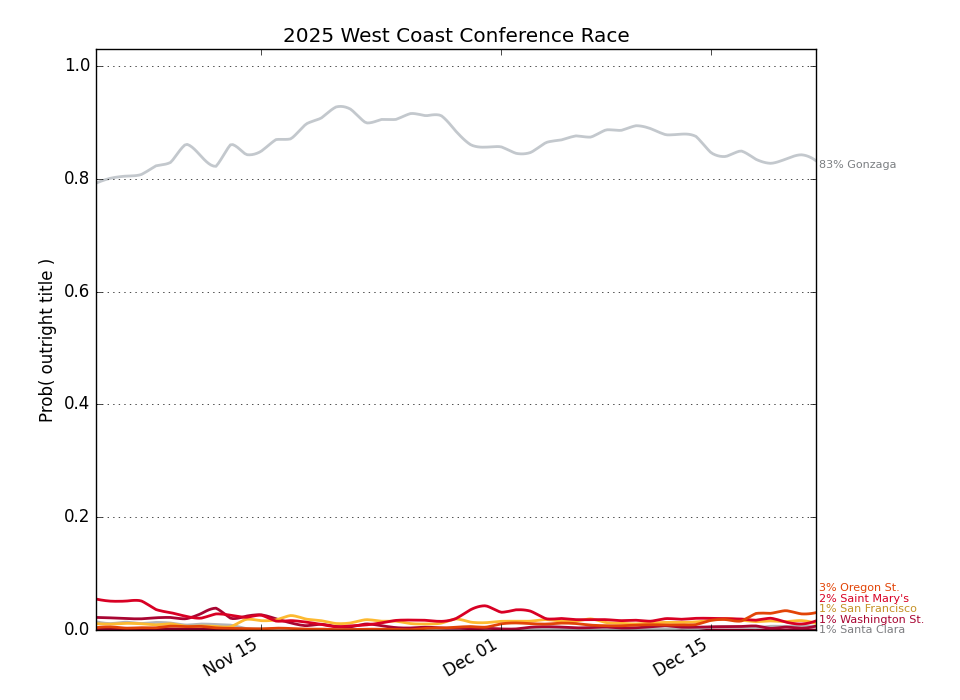 2025 West Coast Conference Race
1.0
0.8
0.6
0.4
0.2
0.0
Prob( outright title )
Nov 15
Dec 01
Dec 15
83% Gonzaga
3% Oregon St.
2% Saint Mary's
1% San Francisco
1% Washington St.
1% Santa Clara